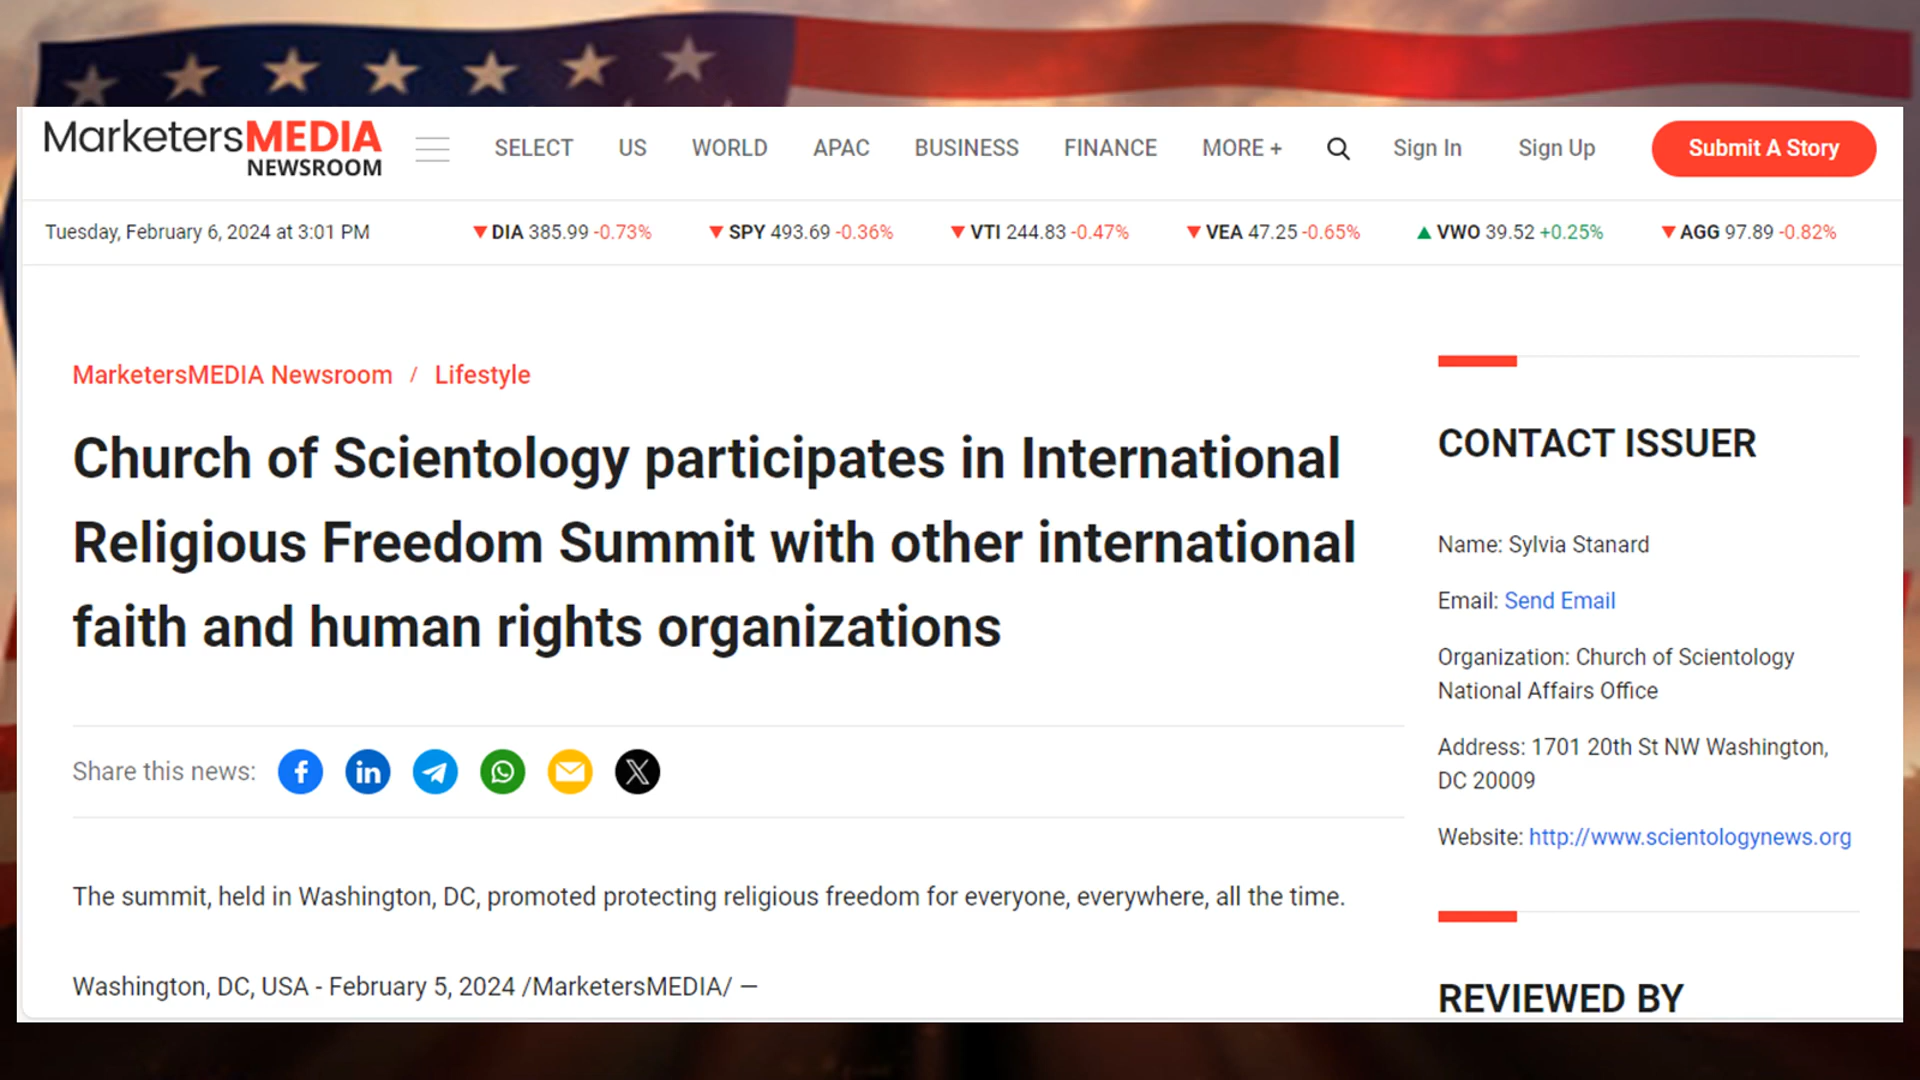 MarketersMEDIA
NEWSROOM
SELECT US WORLD APAC BUSINESS FINANCE MORE + Sign In Sign Up Submit A Story
Tuesday, February 6, 2024 at 3:01 PM ▼ DIA 385.99 -0.73% ▼ SPY 493.69 -0.36% ▼ VTI 244.83 -0.47% ▼ VEA 47.25 -0.65% ▲ VWO 39.52 +0.25% ▼ AGG 97.89 -0.82%
MarketersMEDIA Newsroom / Lifestyle
Church of Scientology participates in International
Religious Freedom Summit with other international
faith and human rights organizations
Share this news:
The summit, held in Washington, DC, promoted protecting religious freedom for everyone, everywhere, all the time.
Washington, DC, USA - February 5, 2024 /MarketersMEDIA/ —
CONTACT ISSUER
Name: Sylvia Stanard
Email: Send Email
Organization: Church of Scientology
National Affairs Office
Address: 1701 20th St NW Washington,
DC 20009
Website: http://www.scientologynews.org
REVIEWED BY